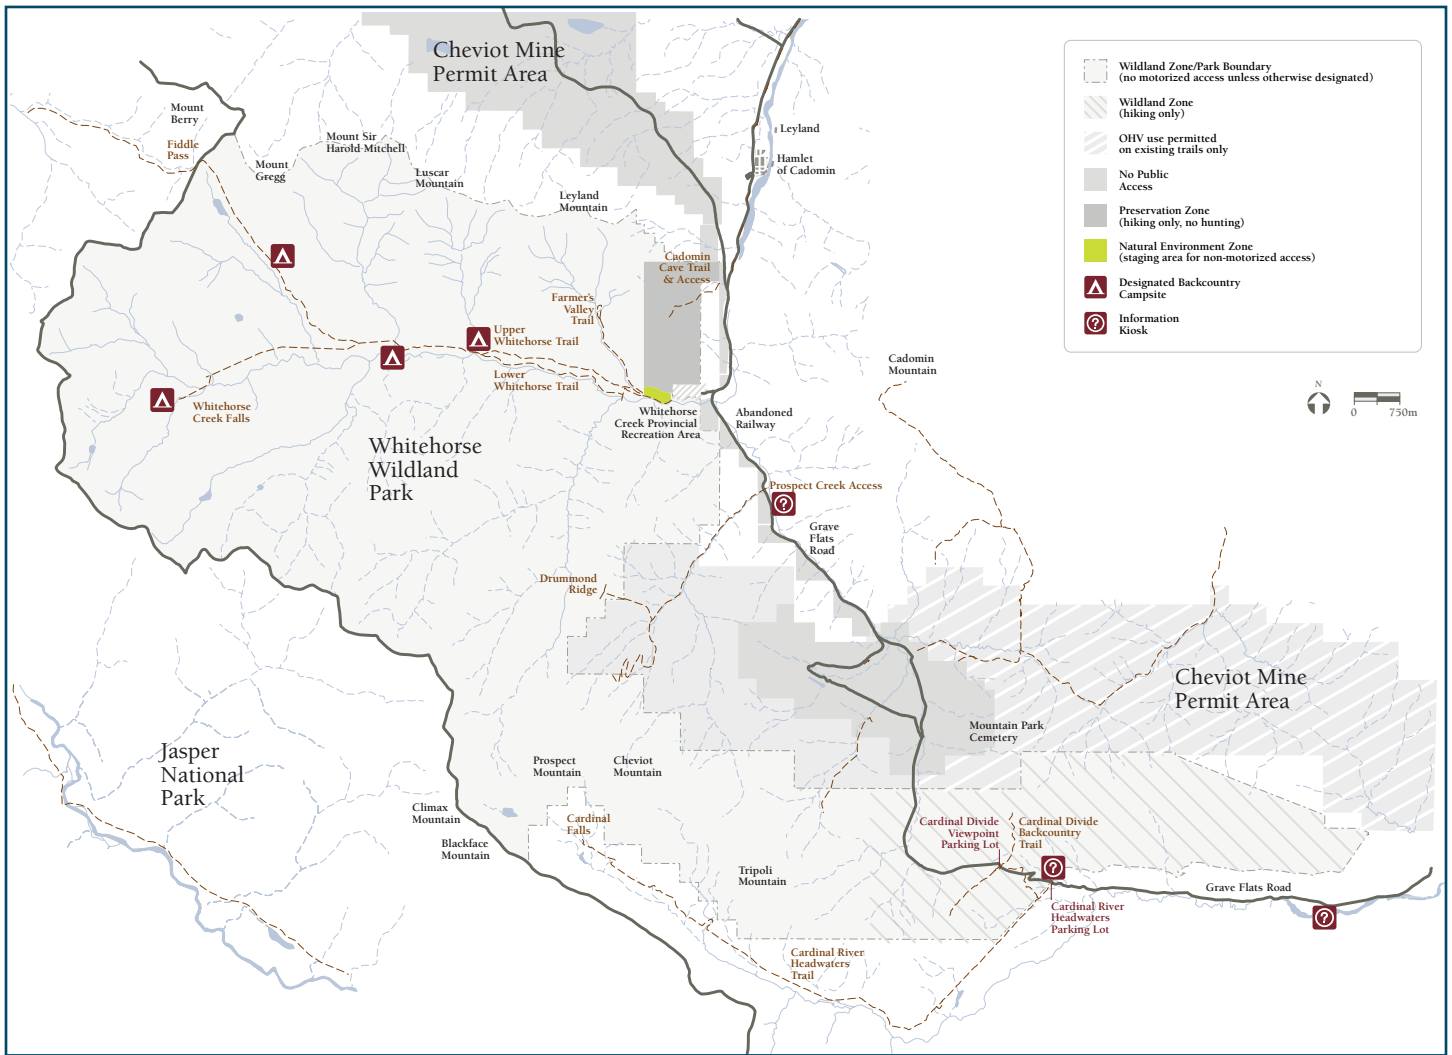 Cheviot Mine
Permit Area
Mount
Berry
Fiddle
Pass
Mount
Gregg
Mount Sir
Harold Mitchell
Luscar
Mountain
Leyland
Mountain
Leyland
Hamlet
of Cadomin
Cadomin
Cave Trail
& Access
Farmer's
Valley
Trail
Upper
Whitehorse Trail
Lower
Whitehorse Trail
Whitehorse
Creek Falls
Whitehorse
Creek Provincial
Recreation Area
Abandoned
Railway
Cadomin
Mountain
Whitehorse
Wildland
Park
Prospect Creek Access
Grave
Flats
Road
Drummond
Ridge
Cheviot Mine
Permit Area
Mountain Park
Cemetery
Jasper
National
Park
Prospect
Mountain
Cheviot
Mountain
Climax
Mountain
Blackface
Mountain
Cardinal
Falls
Tripoli
Mountain
Cardinal Divide
Viewpoint
Parking Lot
Cardinal Divide
Backcountry
Trail
Grave Flats Road
Cardinal River
Headwaters
Parking Lot
Cardinal River
Headwaters
Trail
Wildland Zone/Park Boundary
(no motorized access unless otherwise designated)
Wildland Zone
(hiking only)
OHV use permitted
on existing trails only
No Public
Access
Preservation Zone
(hiking only, no hunting)
Natural Environment Zone
(staging area for non-motorized access)
Designated Backcountry
Campsite
?
Information
Kiosk
N
0 750m
?
?
?